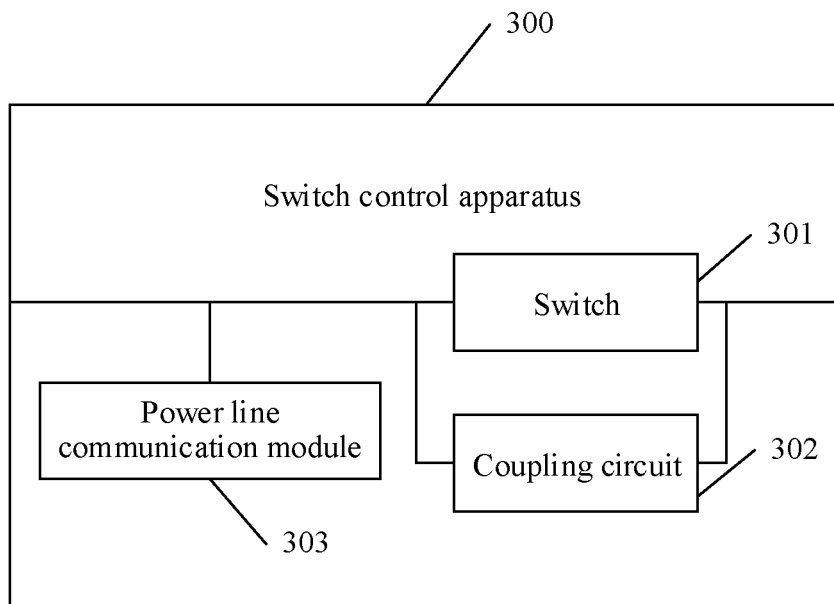 300
Switch control apparatus
301
Switch
Power line
communication module
Coupling circuit
302
303